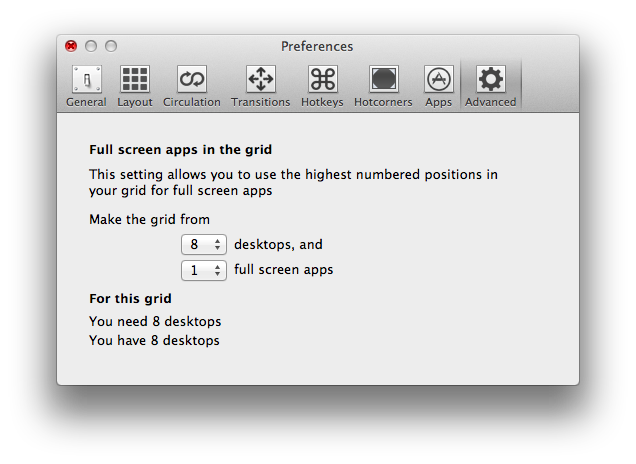 Preferences
General Layout Circulation Transitions Hotkeys Hotcorners Apps Advanced
Full screen apps in the grid
This setting allows you to use the highest numbered positions in
your grid for full screen apps
Make the grid from
8 desktops, and
1 full screen apps
For this grid
You need 8 desktops
You have 8 desktops